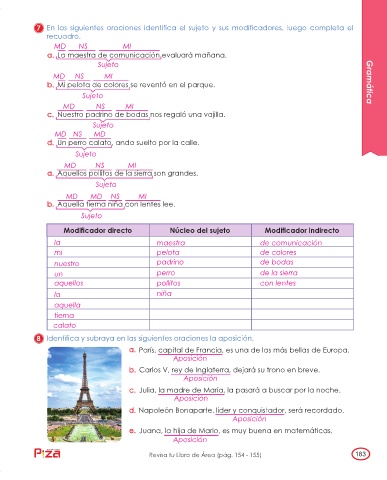 7 En las siguientes oraciones identifica el sujeto y sus modificadores, luego completa el
recuadro.
MD NS MI
a. La maestra de comunicación evaluará mañana.
Sujeto
MD NS MI
b. Mi pelota de colores se reventó en el parque.
Sujeto
MD NS MI
c. Nuestro padrino de bodas nos regaló una vajilla.
Sujeto
MD NS MD
d. Un perro calato, anda suelto por la calle.
Sujeto
MD NS MI
a. Aquellos pollitos de la sierra son grandes.
Sujeto
MD MD NS MI
b. Aquella tierna niña con lentes lee.
Sujeto
Modificador directo Núcleo del sujeto Modificador Indirecto
la maestra de comunicación
mi pelota de colores
nuestro padrino de bodas
un perro de la sierra
aquellos pollitos con lentes
la niña
aquella
tierna
calato
8 Identifica y subraya en las siguientes oraciones la aposición.
a. París, capital de Francia, es una de las más bellas de Europa.
Aposición
b. Carlos V, rey de Inglaterra, dejará su trono en breve.
Aposición
c. Julia, la madre de María, la pasará a buscar por la noche.
Aposición
d. Napoleón Bonaparte, líder y conquistador, será recordado.
Aposición
e. Juana, la hija de Mario, es muy buena en matemáticas.
Aposición
Gramática
Revisa tu Libro de Área (pág. 154 - 155)
183